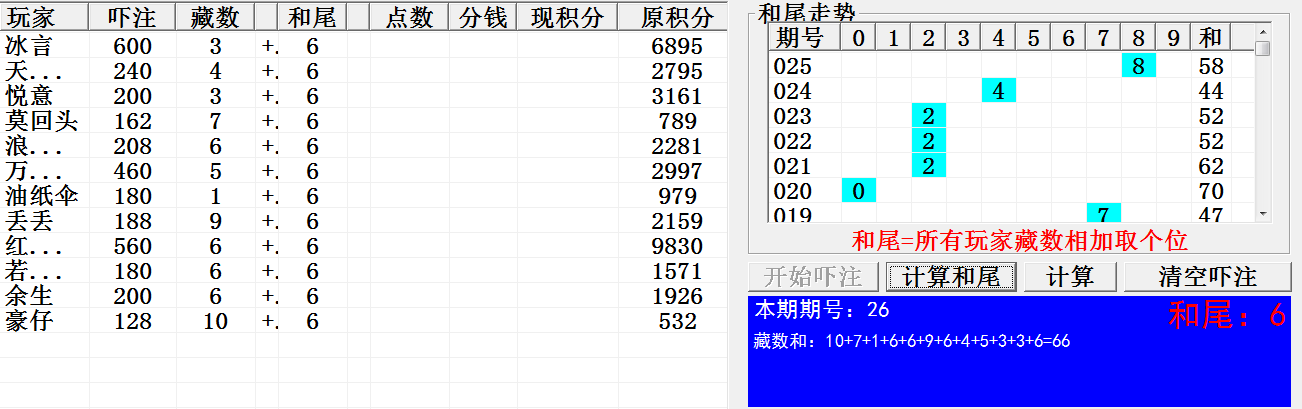 玩家 吓注 藏数 和尾 点数 分钱 现积分 原积分
冰言 600 3 +. 6 6895
天... 240 4 +. 6 2795
悦意 200 3 +. 6 3161
莫回头 162 7 +. 6 789
浪... 208 6 +. 6 2281
万... 460 5 +. 6 2997
油纸伞 180 1 +. 6 979
丢丢 188 9 +. 6 2159
红... 560 6 +. 6 9830
若... 180 6 +. 6 1571
余生 200 6 +. 6 1926
豪仔 128 10 +. 6 532
和尾走势
期号 0 1 2 3 4 5 6 7 8 9 和
025 8 58
024 4 44
023 2 52
022 2 52
021 2 62
020 0 70
019 7 47
和尾=所有玩家藏数相加取个位
开始吓注 计算和尾 计算 清空吓注
本期期号：26 和尾：6
藏数和：10+7+1+6+6+9+6+4+5+3+3+6=66